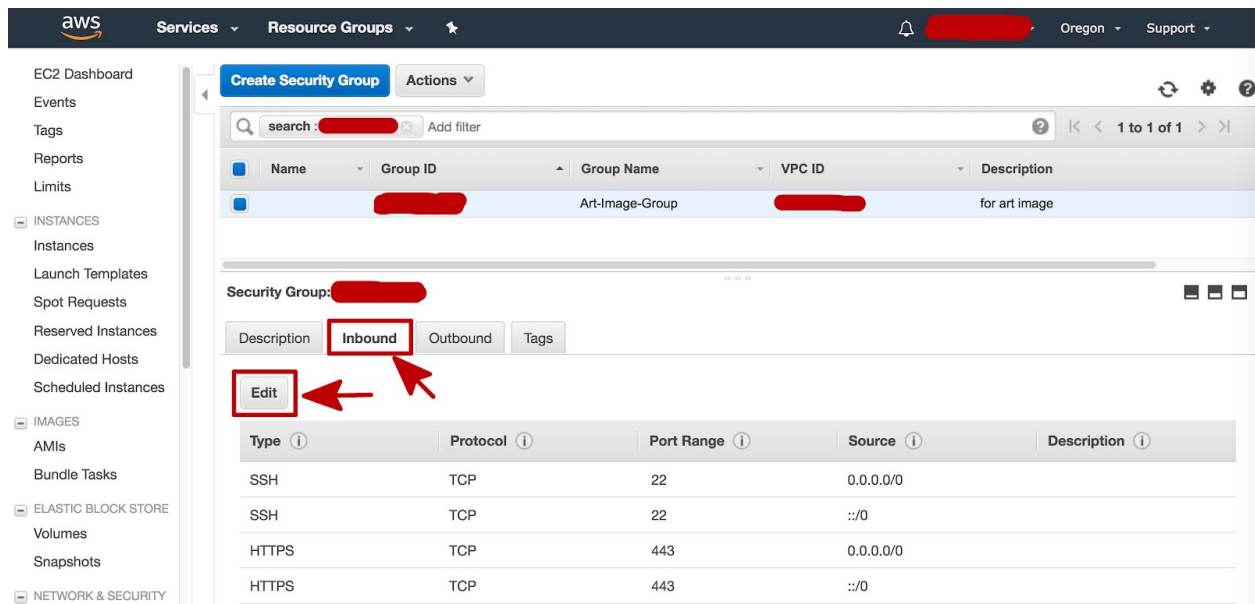 aws Services Resource Groups Oregon Support
EC2 Dashboard
Events
Tags
Reports
Limits
INSTANCES
Instances
Launch Templates
Spot Requests
Reserved Instances
Dedicated Hosts
Scheduled Instances
IMAGES
AMIs
Bundle Tasks
ELASTIC BLOCK STORE
Volumes
Snapshots
NETWORK & SECURITY
Create Security Group Actions
search : Add filter 1 to 1 of 1
Name Group ID Group Name VPC ID Description
Art-Image-Group for art image
Security Group:
Description Inbound Outbound Tags
Edit
Type Protocol Port Range Source Description
SSH TCP 22 0.0.0.0/0
SSH TCP 22 ::/0
HTTPS TCP 443 0.0.0.0/0
HTTPS TCP 443 ::/0